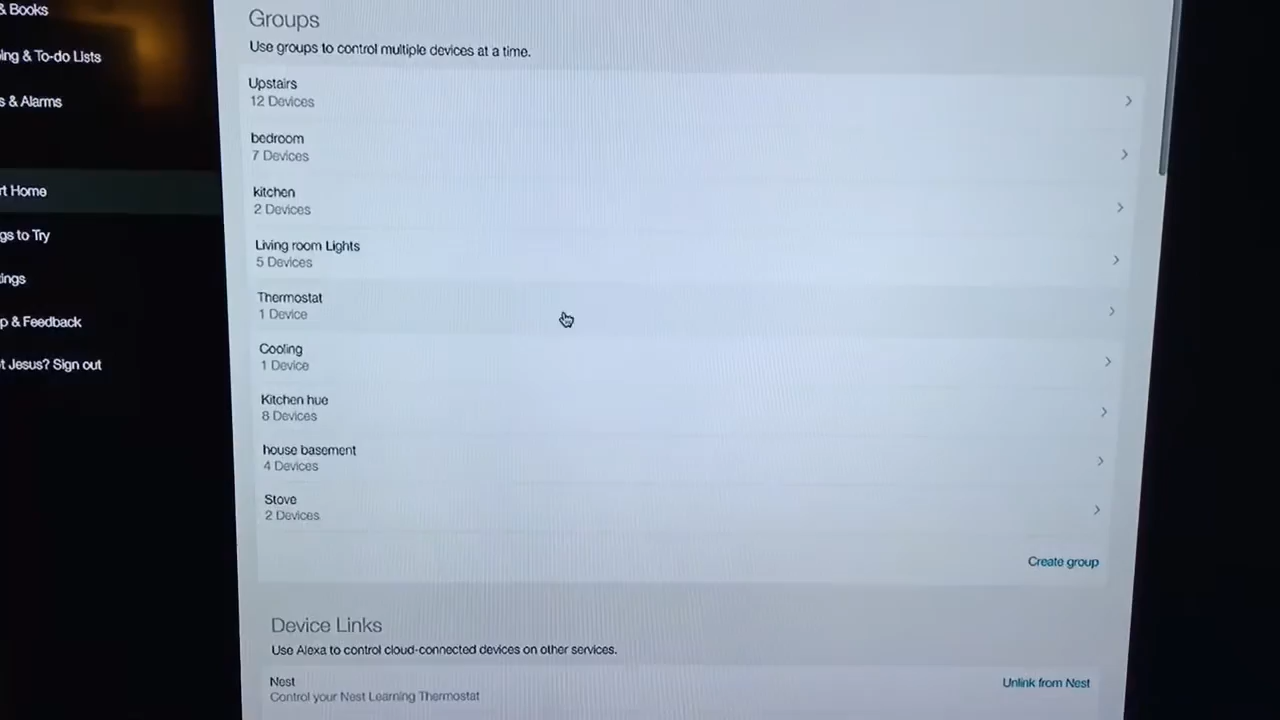 & Books
ing & To-do Lists
s & Alarms
rt Home
gs to Try
ings
p & Feedback
t Jesus? Sign out
Groups
Use groups to control multiple devices at a time.
Upstairs
12 Devices
bedroom
7 Devices
kitchen
2 Devices
Living room Lights
5 Devices
Thermostat
1 Device
Cooling
1 Device
Kitchen hue
8 Devices
house basement
4 Devices
Stove
2 Devices
Create group
Device Links
Use Alexa to control cloud-connected devices on other services.
Nest
Control your Nest Learning Thermostat
Unlink from Nest